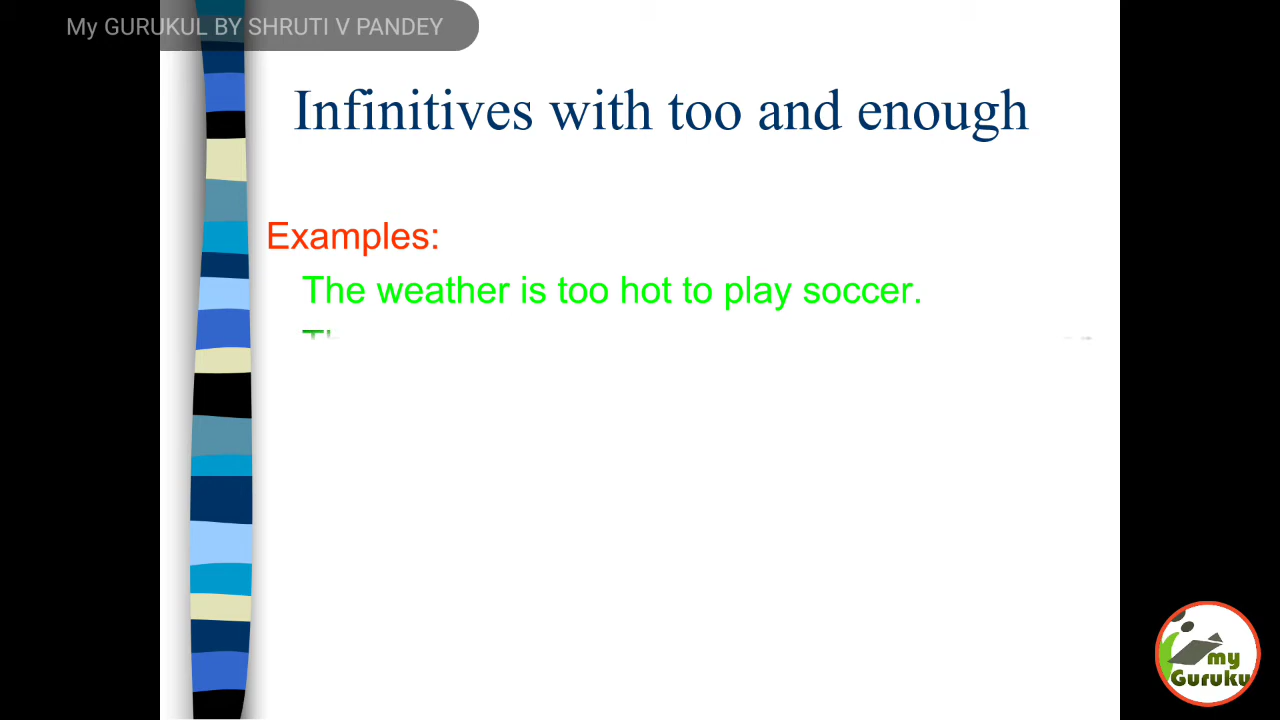 My GURUKUL BY SHRUTI V PANDEY
Infinitives with too and enough
Examples:
The weather is too hot to play soccer.
my
Guruku